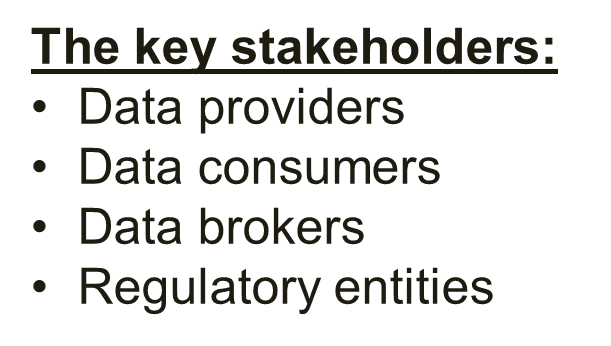 The key stakeholders:
• Data providers
• Data consumers
• Data brokers
• Regulatory entities